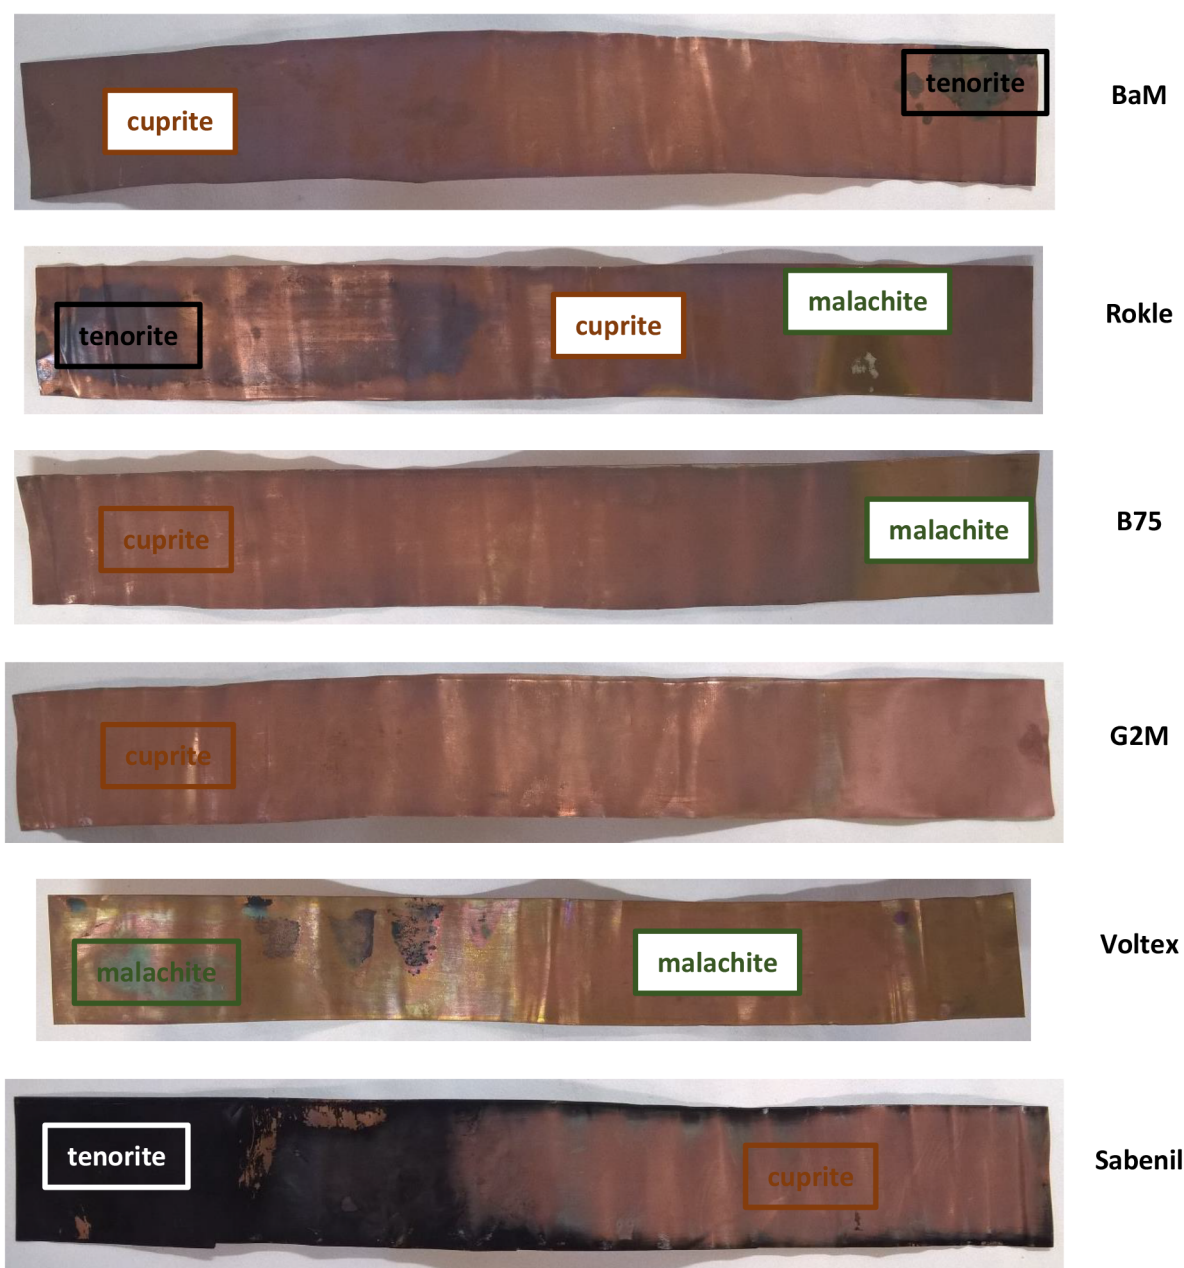 tenorite
BaM
cuprite
malachite
Rokle
tenorite
cuprite
B75
malachite
cuprite
G2M
cuprite
Voltex
malachite
malachite
Sabenil
tenorite
cuprite